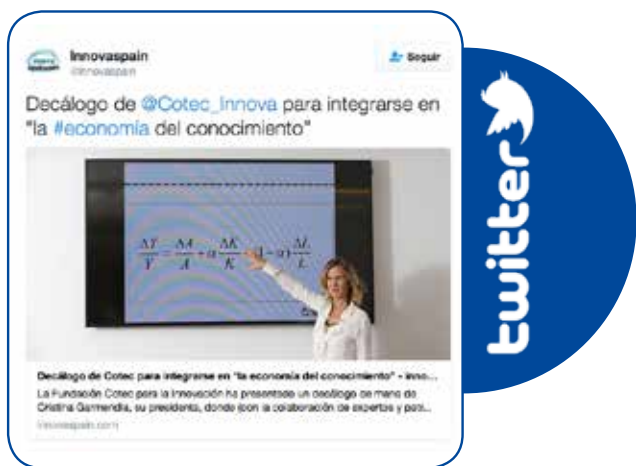 Innovaspain
@innovaspain
Seguir
Decálogo de @Cotec_Innova para integrarse en
"la #economía del conocimiento"
ΔY/Y = ΔA/A + α ΔK/K (1 − α) ΔL/L
Decálogo de Cotec para integrarse en "la economía del conocimiento" - inno...
La Fundación Cotec para la Innovación ha presentado un decálogo de mano de
Cristina Garmendia, su presidenta, donde (con la colaboración de expertos y pati...
innovaspain.com
twitter